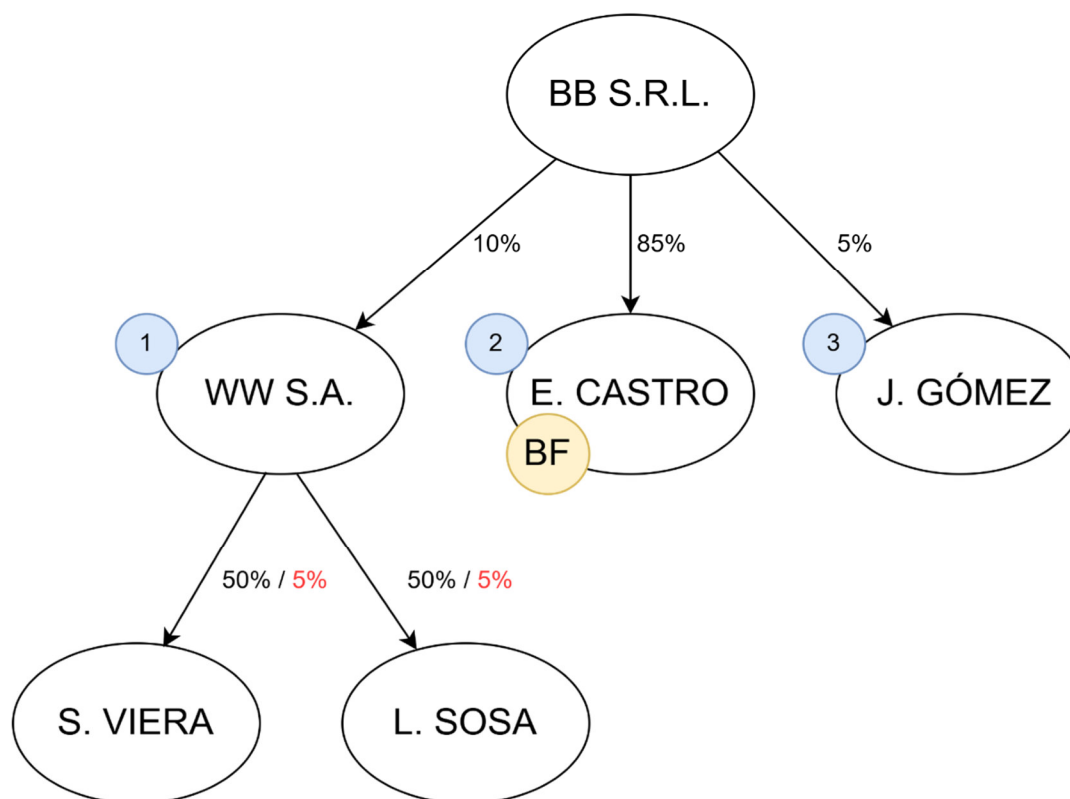 BB S.R.L.
10%
85%
5%
1
2
3
WW S.A.
E. CASTRO
J. GÓMEZ
BF
50% / 5%
50% / 5%
S. VIERA
L. SOSA